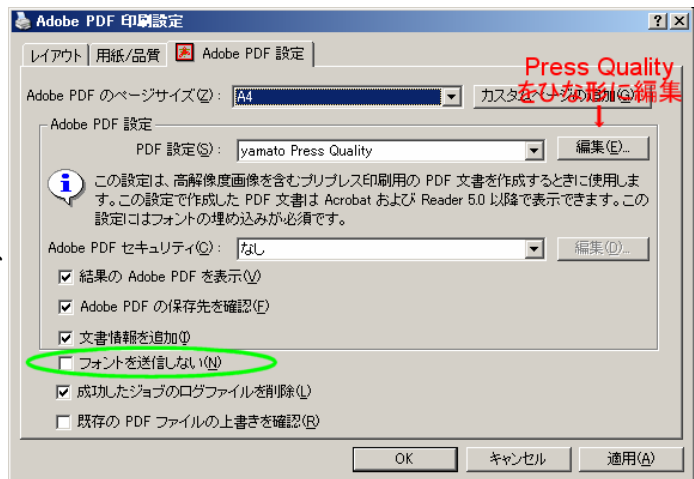 Adobe PDF 印刷設定
レイアウト 用紙/品質 Adobe PDF 設定
Press Quality
をひな形に編集
Adobe PDF のページサイズ(Z): A4 カスタムページの追加(G)...
Adobe PDF 設定
PDF 設定(S): yamato Press Quality 編集(E)...
この設定は、高解像度画像を含むプリプレス印刷用の PDF 文書を作成するときに使用しま
す。この設定で作成した PDF 文書は Acrobat および Reader 5.0 以降で表示できます。この
設定にはフォントの埋め込みが必須です。
Adobe PDF セキュリティ(C): なし 編集(D)...
結果の Adobe PDF を表示(V)
Adobe PDF の保存先を確認(F)
文書情報を追加(I)
フォントを送信しない(N)
成功したジョブのログファイルを削除(L)
既存の PDF ファイルの上書きを確認(R)
OK キャンセル 適用(A)